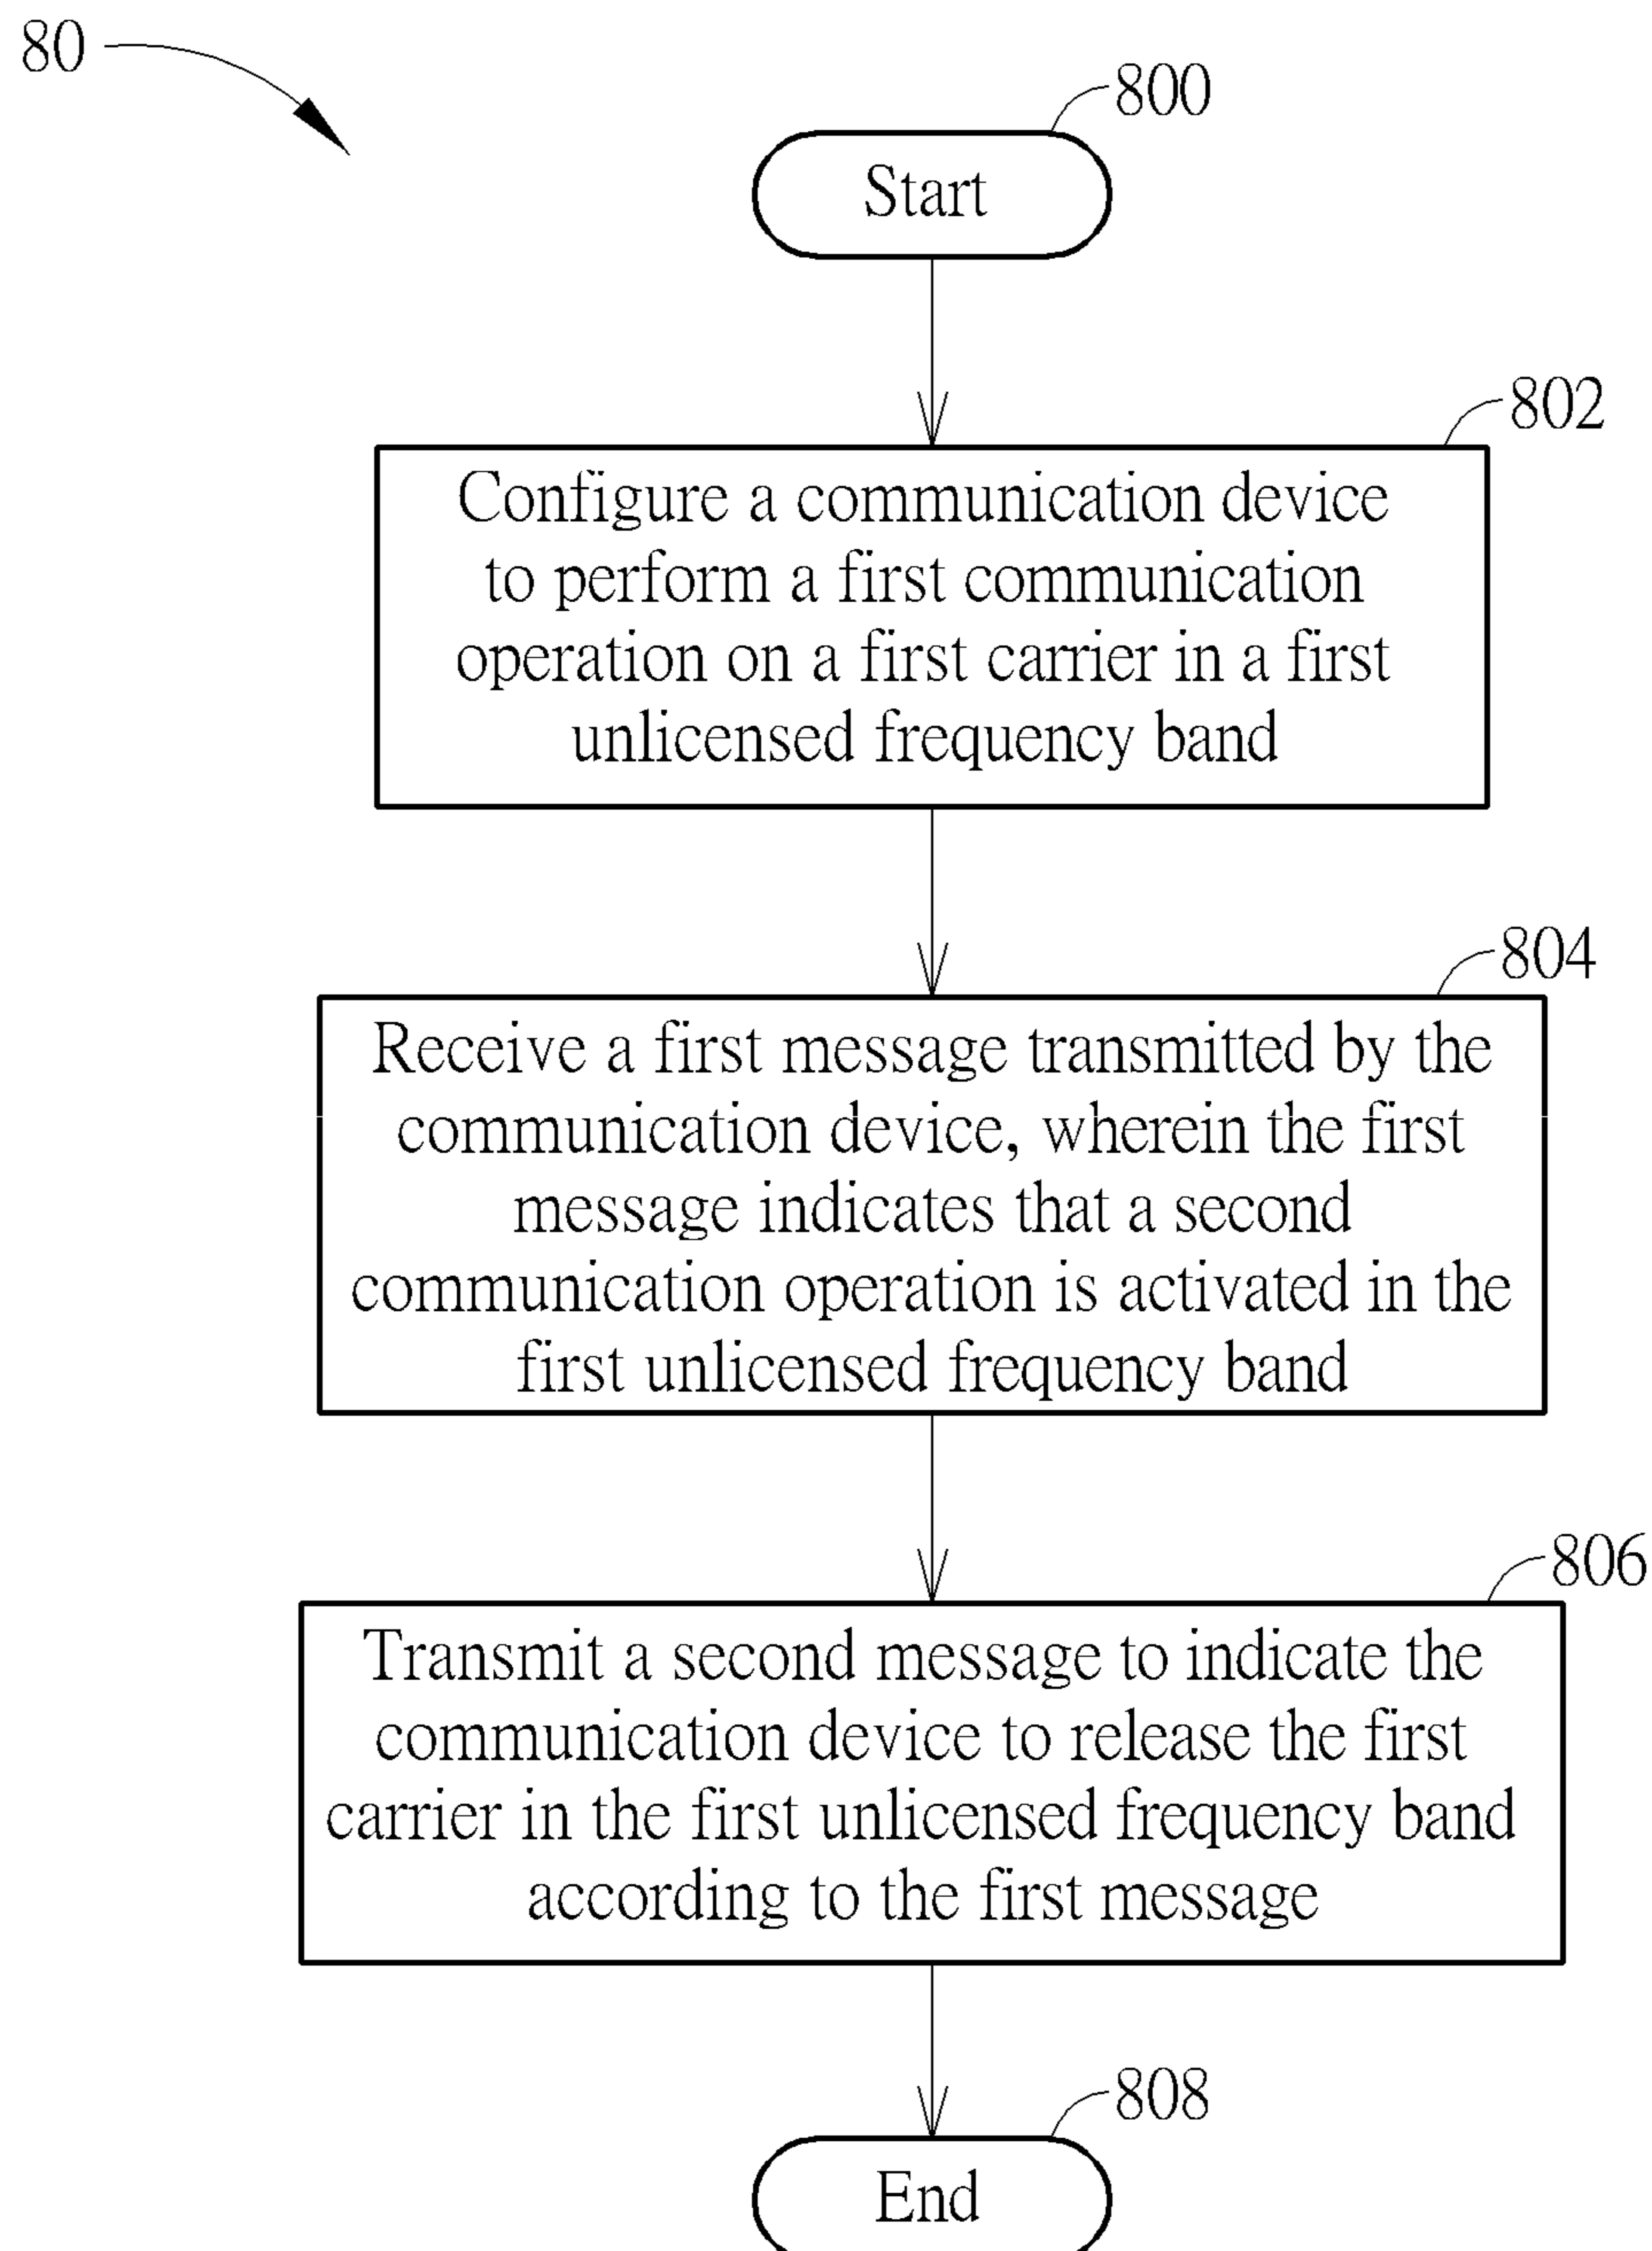 80
800
Start
802
Configure a communication device
to perform a first communication
operation on a first carrier in a first
unlicensed frequency band
804
Receive a first message transmitted by the
communication device, wherein the first
message indicates that a second
communication operation is activated in the
first unlicensed frequency band
806
Transmit a second message to indicate the
communication device to release the first
carrier in the first unlicensed frequency band
according to the first message
808
End